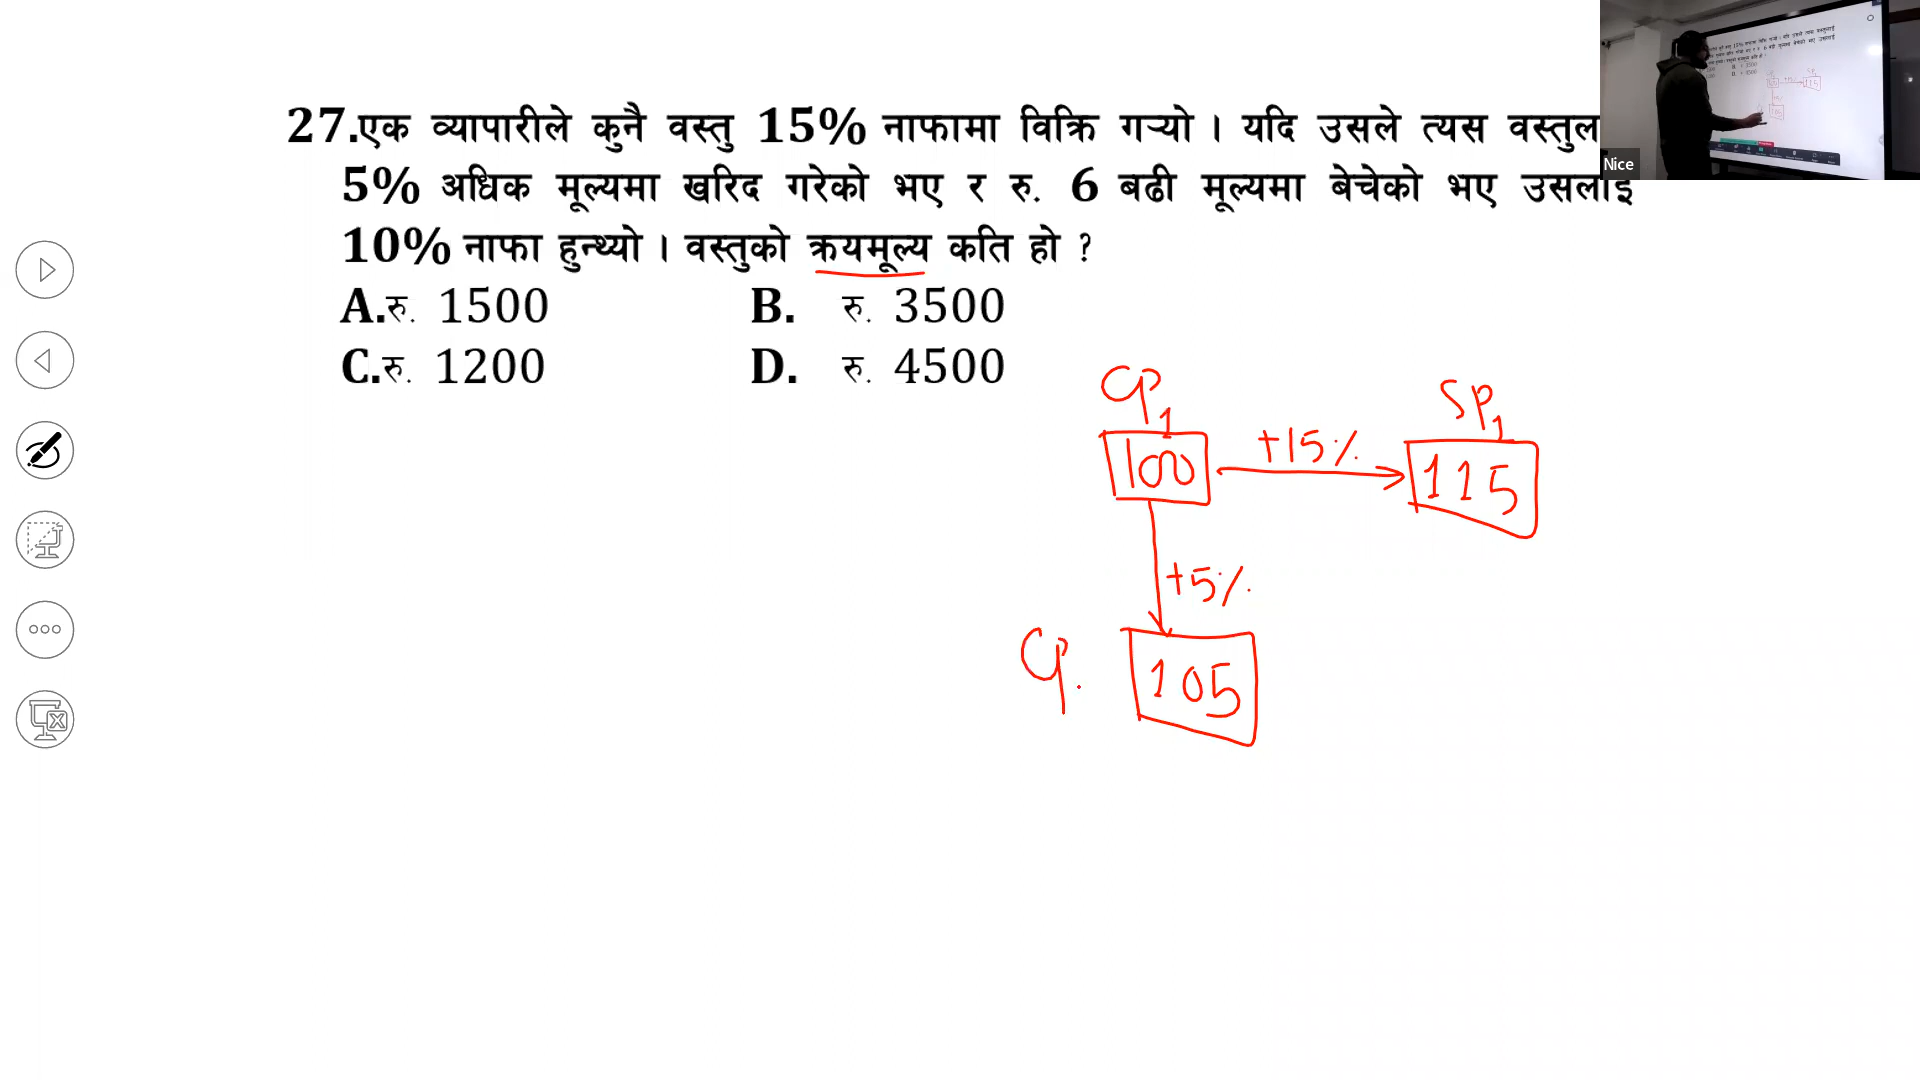 27.एक व्यापारीले कुनै वस्तु 15% नाफामा विक्रि गऱ्यो । यदि उसले त्यस
5% अधिक मूल्यमा खरिद गरेको भए र रु. 6 बढी मूल्यमा बेचेको भए उसलाई
10% नाफा हुन्थ्यो । वस्तुको क्रयमूल्य कति हो ?
A.रु. 1500 B. रु. 3500
C.रु. 1200 D. रु. 4500
CP1 SP1
100 +15% 115
+5%
CP 105
Nice